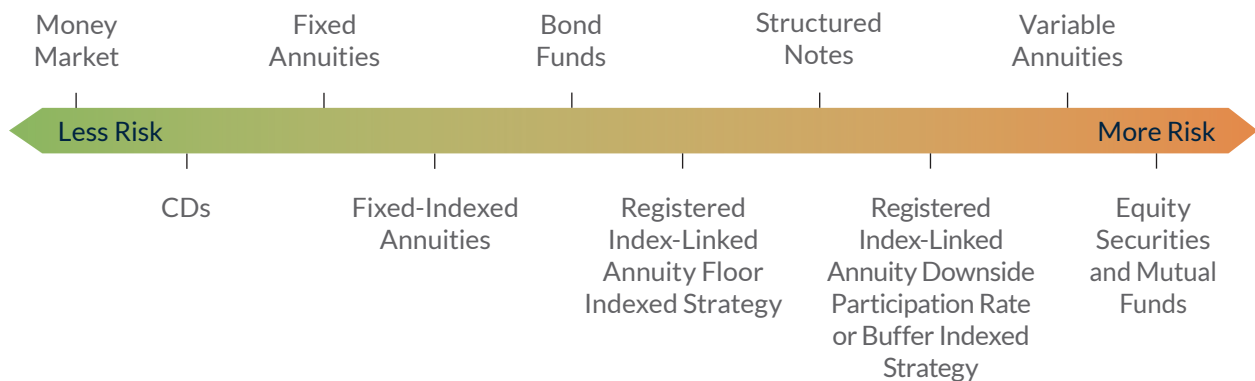 Money
Market
Fixed
Annuities
Bond
Funds
Structured
Notes
Variable
Annuities
Less Risk
More Risk
CDs
Fixed-Indexed
Annuities
Registered
Index-Linked
Annuity Floor
Indexed Strategy
Registered
Index-Linked
Annuity Downside
Participation Rate
or Buffer Indexed
Strategy
Equity
Securities
and Mutual
Funds